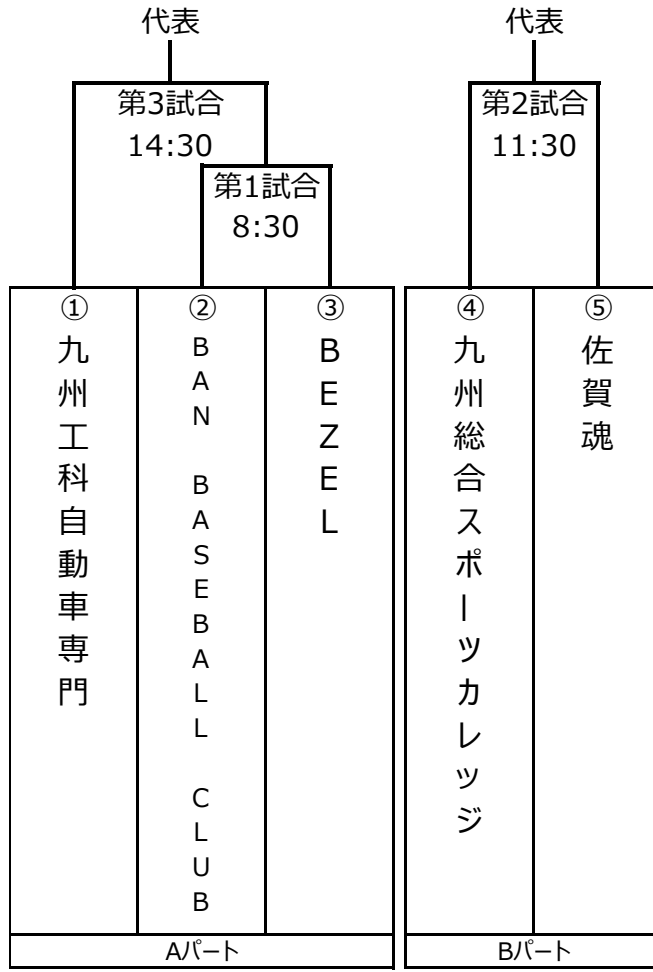 代表
代表
第3試合
14:30
第2試合
11:30
第1試合
8:30
①
九州工科自動車専門
②
BAN BASEBALL CLUB
③
BEZEL
④
九州総合スポーツカレッジ
⑤
佐賀魂
Aパート
Bパート